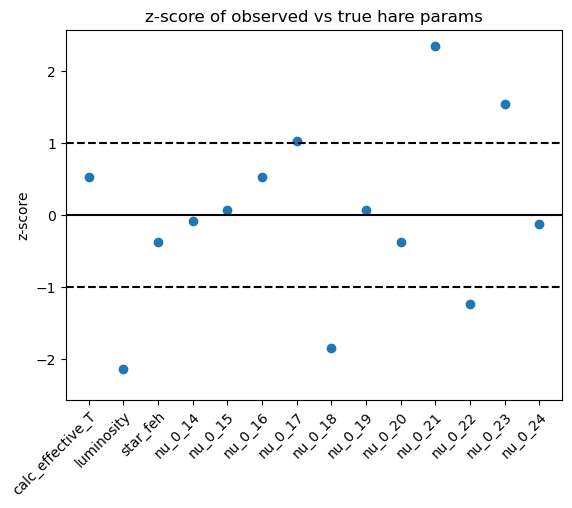 z-score of observed vs true hare params
z-score
2
1
0
−1
−2
calc_effective_T
luminosity
star_feh
nu_0_14
nu_0_15
nu_0_16
nu_0_17
nu_0_18
nu_0_19
nu_0_20
nu_0_21
nu_0_22
nu_0_23
nu_0_24